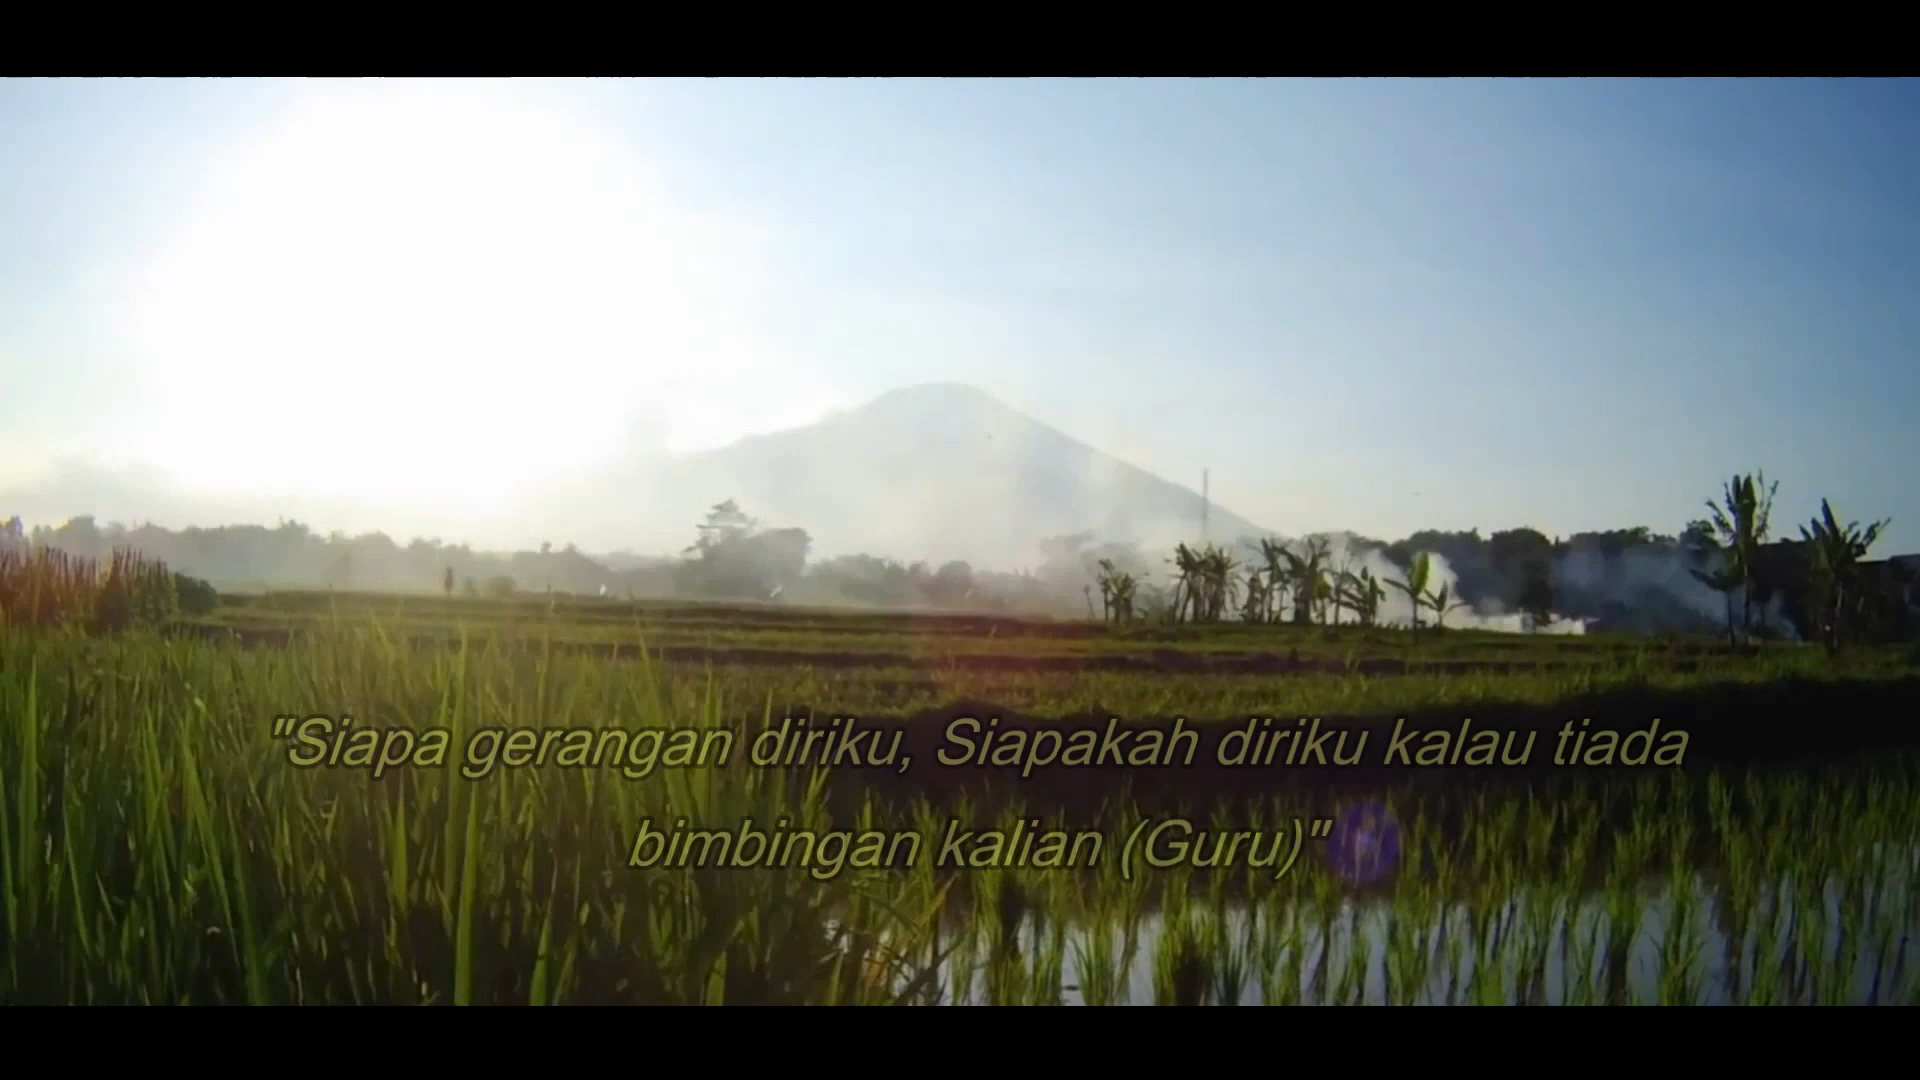 "Siapa gerangan diriku, Siapakah diriku kalau tiada
bimbingan kalian (Guru)"